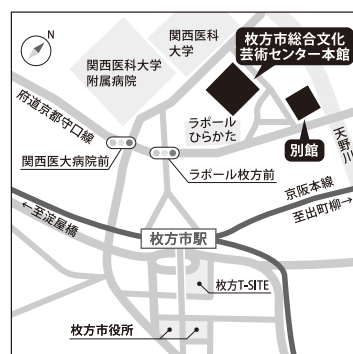 N
関西医科
大学
関西医科大学
附属病院
枚方市総合文化
芸術センター本館
府道京都守口線
ラポール
ひらかた
別館
天野川
関西医大病院前
ラポール枚方前
京阪本線
至出町柳→
←至淀屋橋
枚方市駅
枚方T-SITE
枚方市役所